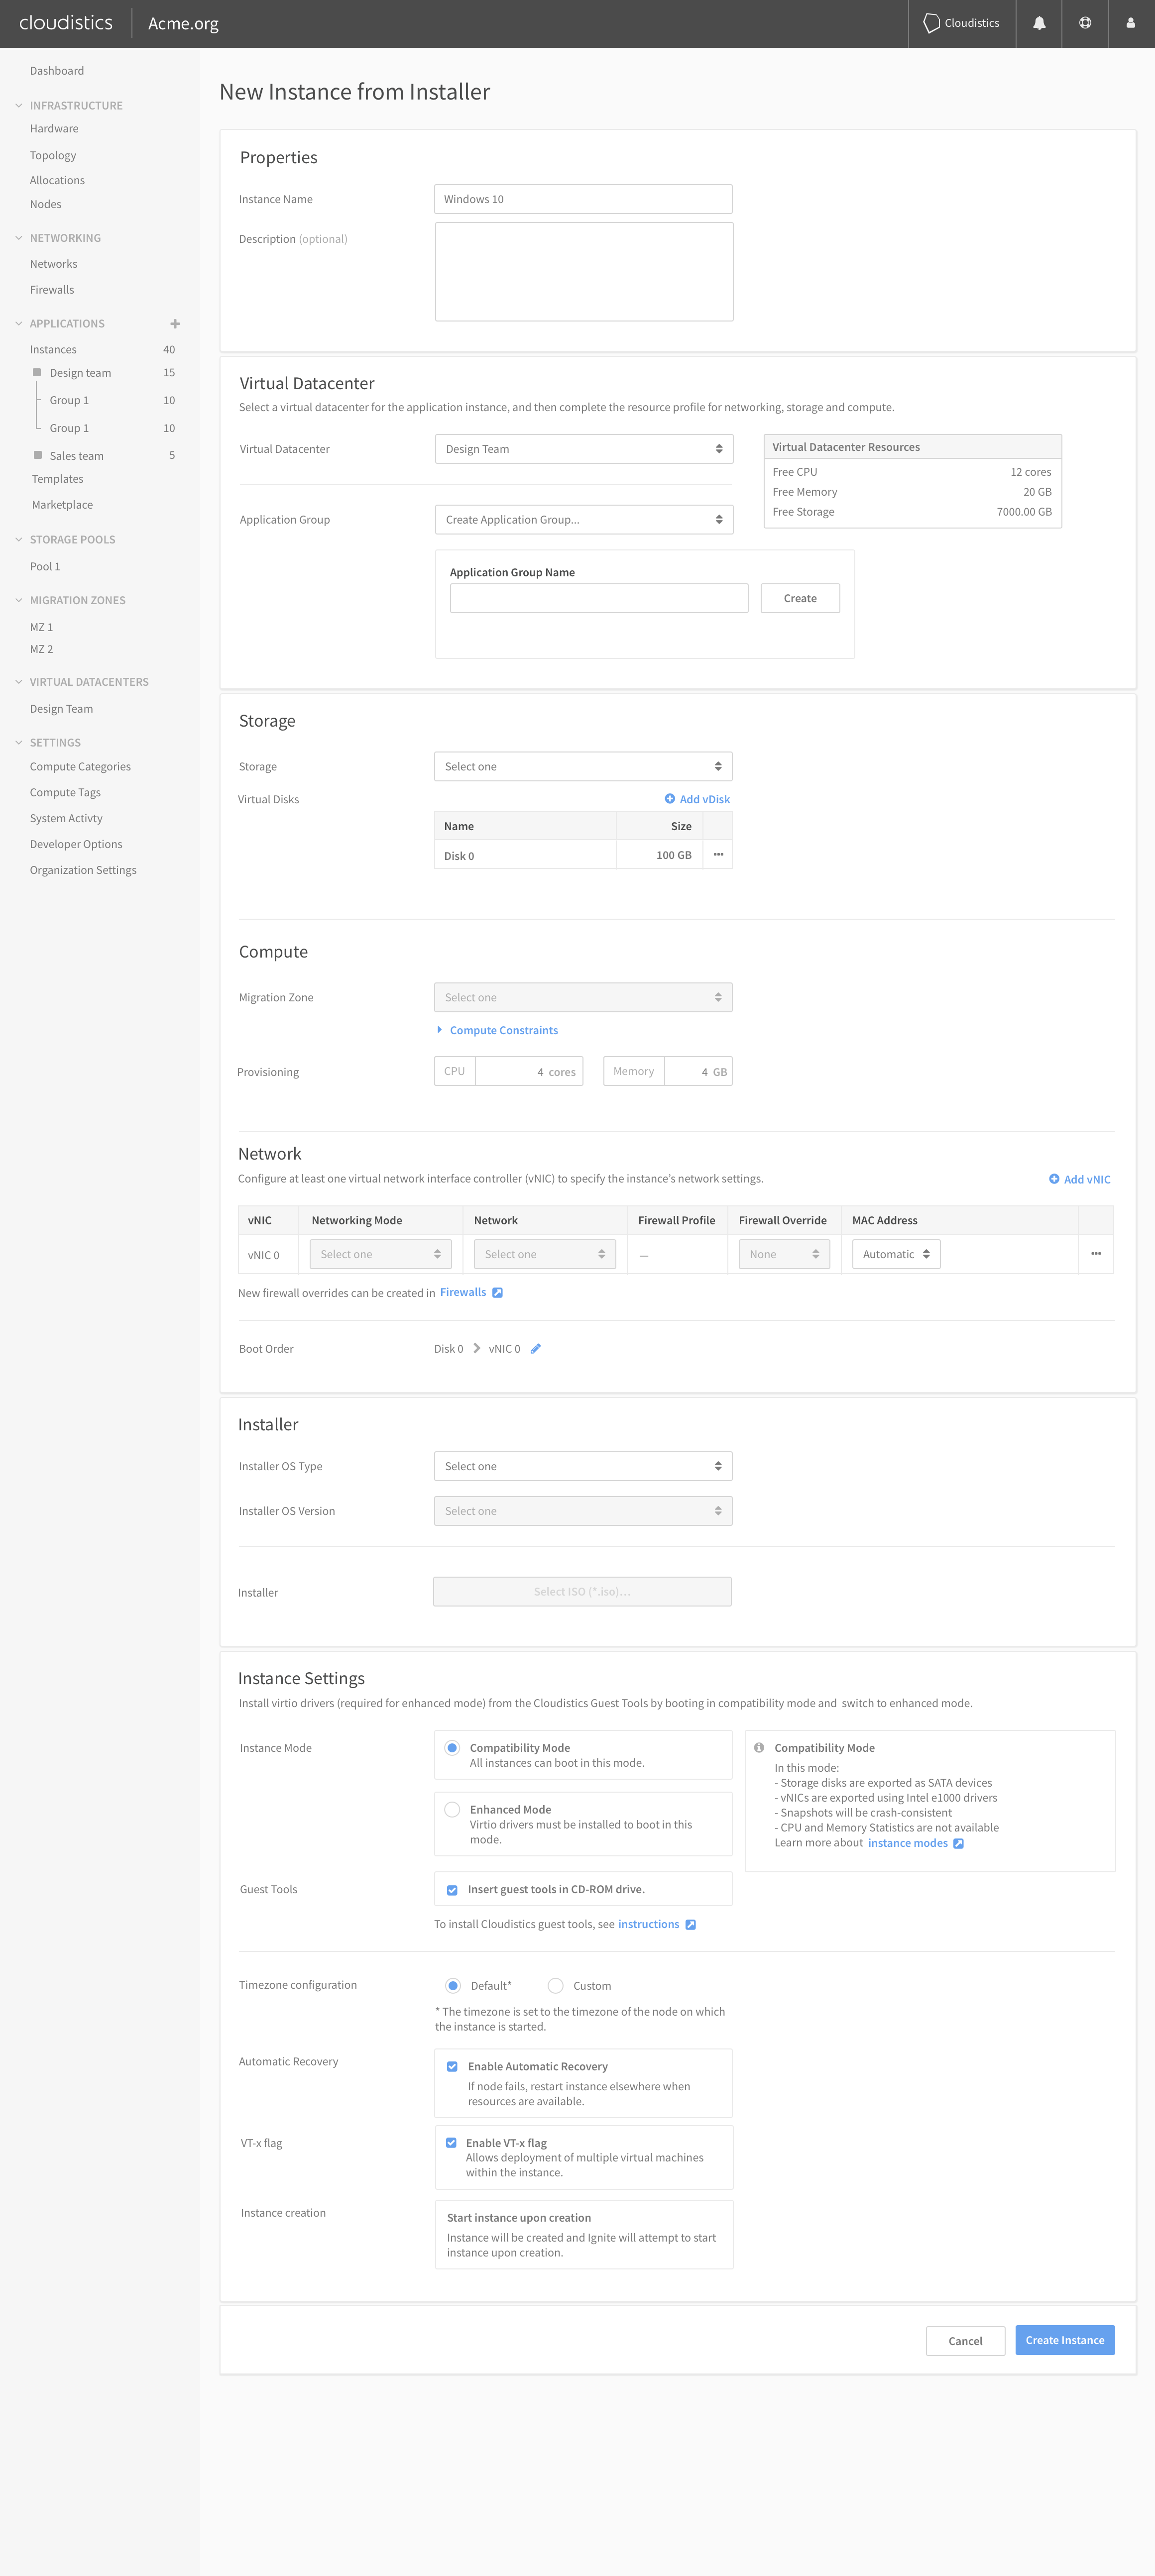 cloudistics
Acme.org
Cloudistics
Dashboard
INFRASTRUCTURE
Hardware
Topology
Allocations
Nodes
NETWORKING
Networks
Firewalls
APPLICATIONS
Instances 40
Design team 15
Group 1 10
Group 1 10
Sales team 5
Templates
Marketplace
STORAGE POOLS
Pool 1
MIGRATION ZONES
MZ 1
MZ 2
VIRTUAL DATACENTERS
Design Team
SETTINGS
Compute Categories
Compute Tags
System Activty
Developer Options
Organization Settings
New Instance from Installer
Properties
Instance Name Windows 10
Description (optional)
Virtual Datacenter
Select a virtual datacenter for the application instance, and then complete the resource profile for networking, storage and compute.
Virtual Datacenter Design Team
Virtual Datacenter Resources
Free CPU 12 cores
Free Memory 20 GB
Free Storage 7000.00 GB
Application Group Create Application Group...
Application Group Name
Create
Storage
Storage Select one
Virtual Disks Add vDisk
Name Size
Disk 0 100 GB
Compute
Migration Zone Select one
Compute Constraints
Provisioning CPU 4 cores Memory 4 GB
Network
Configure at least one virtual network interface controller (vNIC) to specify the instance's network settings.
Add vNIC
vNIC Networking Mode Network Firewall Profile Firewall Override MAC Address
vNIC 0 Select one Select one — None Automatic
New firewall overrides can be created in Firewalls
Boot Order Disk 0 vNIC 0
Installer
Installer OS Type Select one
Installer OS Version Select one
Installer Select ISO (*.iso)...
Instance Settings
Install virtio drivers (required for enhanced mode) from the Cloudistics Guest Tools by booting in compatibility mode and switch to enhanced mode.
Instance Mode
Compatibility Mode
All instances can boot in this mode.
Enhanced Mode
Virtio drivers must be installed to boot in this
mode.
Compatibility Mode
In this mode:
- Storage disks are exported as SATA devices
- vNICs are exported using Intel e1000 drivers
- Snapshots will be crash-consistent
- CPU and Memory Statistics are not available
Learn more about instance modes
Guest Tools Insert guest tools in CD-ROM drive.
To install Cloudistics guest tools, see instructions
Timezone configuration Default* Custom
* The timezone is set to the timezone of the node on which
the instance is started.
Automatic Recovery Enable Automatic Recovery
If node fails, restart instance elsewhere when
resources are available.
VT-x flag Enable VT-x flag
Allows deployment of multiple virtual machines
within the instance.
Instance creation Start instance upon creation
Instance will be created and Ignite will attempt to start
instance upon creation.
Cancel Create Instance